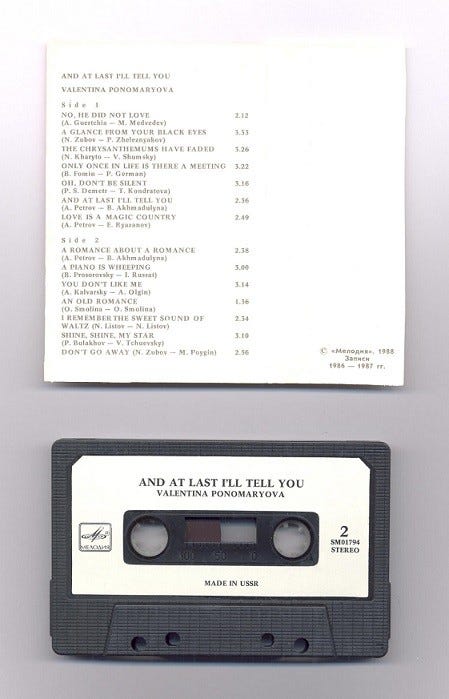 AND AT LAST I'LL TELL YOU
VALENTINA PONOMARYOVA
Side 1
NO, HE DID NOT LOVE 2.12
(A. Guertchia — M. Medvedev)
A GLANCE FROM YOUR BLACK EYES 3.53
(N. Zubov — P. Zheleznyakov)
THE CHRYSANTHEMUMS HAVE FADED 3.26
(N. Kharyto — V. Shumsky)
ONLY ONCE IN LIFE IS THERE A MEETING 3.22
(B. Fomin — P. German)
OH, DON'T BE SILENT 3.16
(P. S. Demetr — T. Kondratova)
AND AT LAST I'LL TELL YOU 2.36
(A. Petrov — B. Akhmadulyna)
LOVE IS A MAGIC COUNTRY 2.49
(A. Petrov — E. Ryazanov)
Side 2
A ROMANCE ABOUT A ROMANCE 2.38
(A. Petrov — B. Akhmadulyna)
A PIANO IS WHEEPING 3.00
(B. Prosorovsky — I. Russat)
YOU DON'T LIKE ME 3.14
(A. Kalvarsky — A. Olgin)
AN OLD ROMANCE 1.36
(O. Smolina — O. Smolina)
I REMEMBER THE SWEET SOUND OF 2.34
WALTZ (N. Listov — N. Listov)
SHINE, SHINE, MY STAR 3.10
(P. Bulakhov — V. Tchuevsky)
DON'T GO AWAY (N. Zubov — M. Poygin) 2.56
© «Мелодия», 1988
Записи
1986 — 1987 гг.
AND AT LAST I'LL TELL YOU
VALENTINA PONOMARYOVA
МЕЛОДИЯ
2
SM01794
STEREO
100 50 0
MADE IN USSR